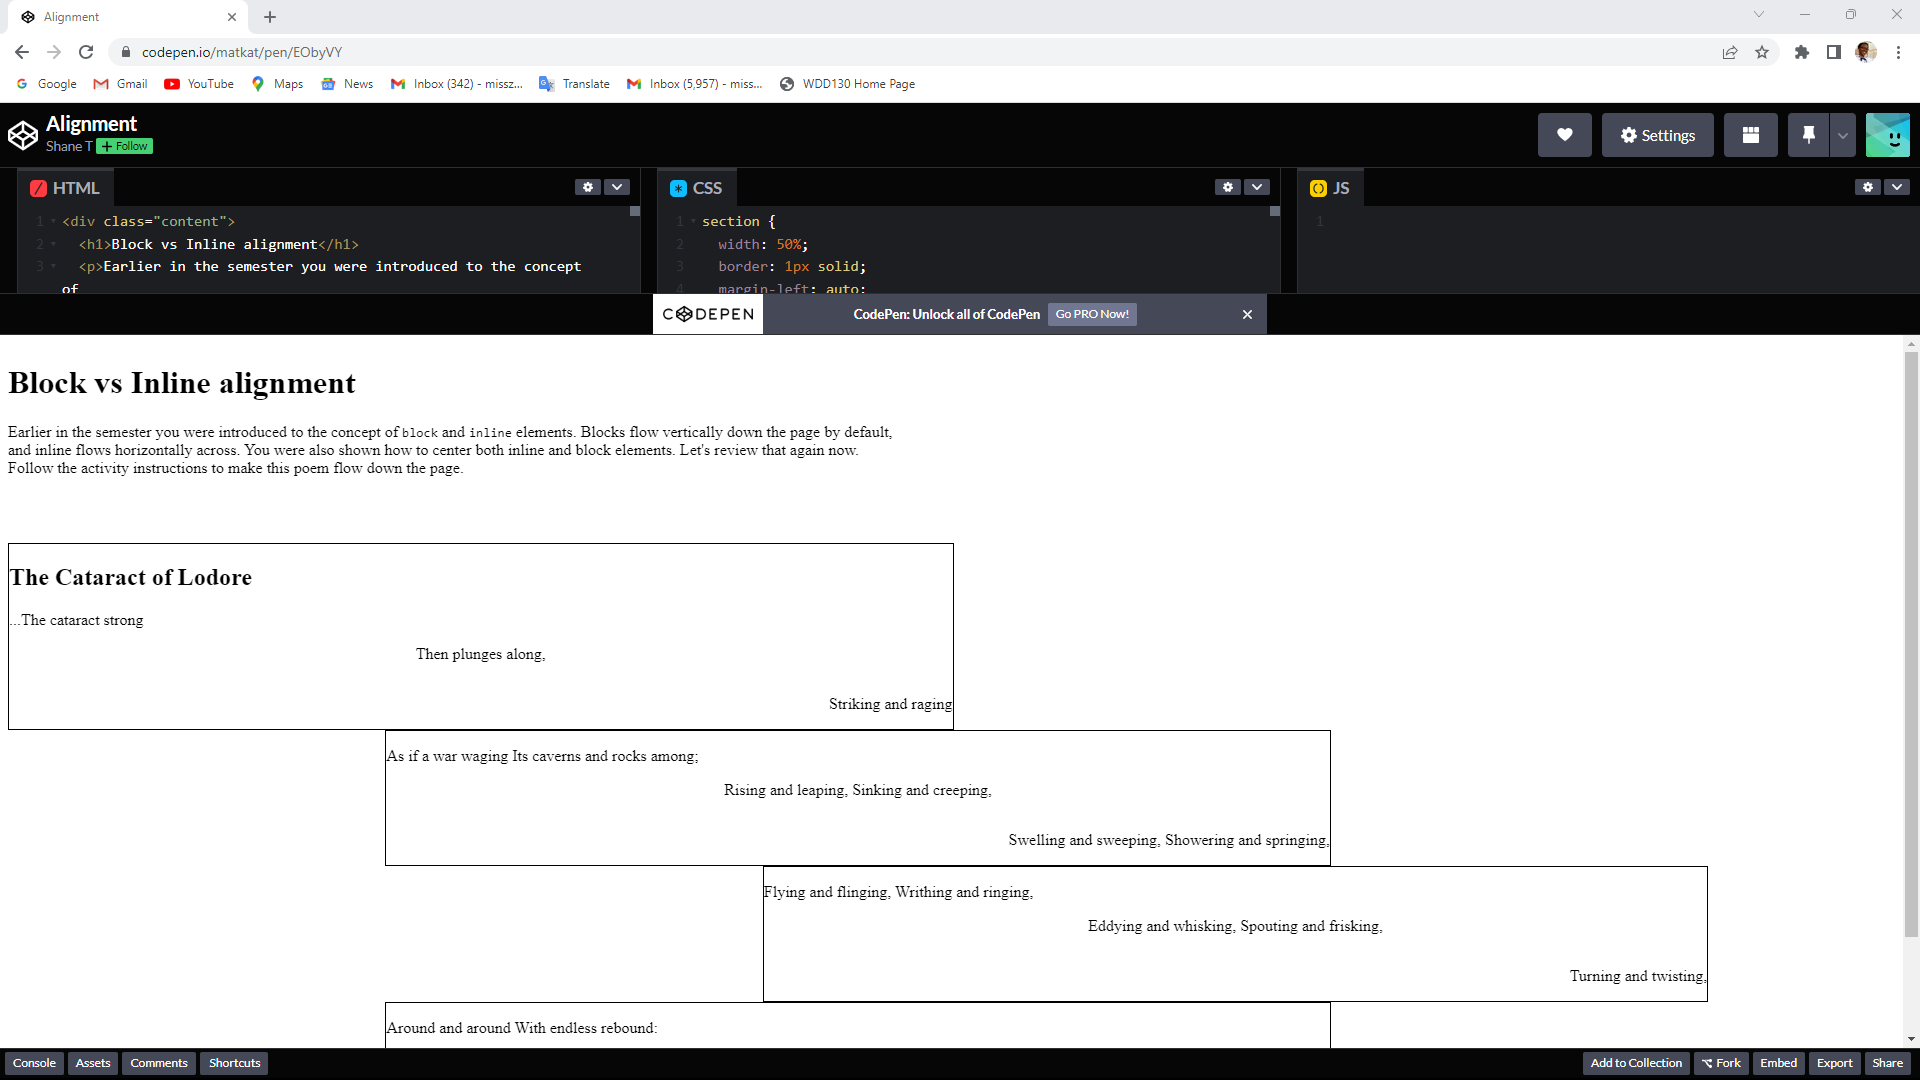 Alignment
codepen.io/matkat/pen/EObyVY
Google Gmail YouTube Maps News Inbox (342) - missz... Translate Inbox (5,957) - miss... WDD130 Home Page
Alignment
Shane T + Follow
Settings
HTML
CSS
JS
1 <div class="content">
2 <h1>Block vs Inline alignment</h1>
3 <p>Earlier in the semester you were introduced to the concept
of
1 section {
2 width: 50%;
3 border: 1px solid;
4 margin-left: auto;
1
CODEPEN
CodePen: Unlock all of CodePen Go PRO Now!
Block vs Inline alignment
Earlier in the semester you were introduced to the concept of block and inline elements. Blocks flow vertically down the page by default,
and inline flows horizontally across. You were also shown how to center both inline and block elements. Let's review that again now.
Follow the activity instructions to make this poem flow down the page.
The Cataract of Lodore
...The cataract strong
Then plunges along,
Striking and raging
As if a war waging Its caverns and rocks among;
Rising and leaping, Sinking and creeping,
Swelling and sweeping, Showering and springing,
Flying and flinging, Writhing and ringing,
Eddying and whisking, Spouting and frisking,
Turning and twisting,
Around and around With endless rebound:
Console Assets Comments Shortcuts
Add to Collection Fork Embed Export Share